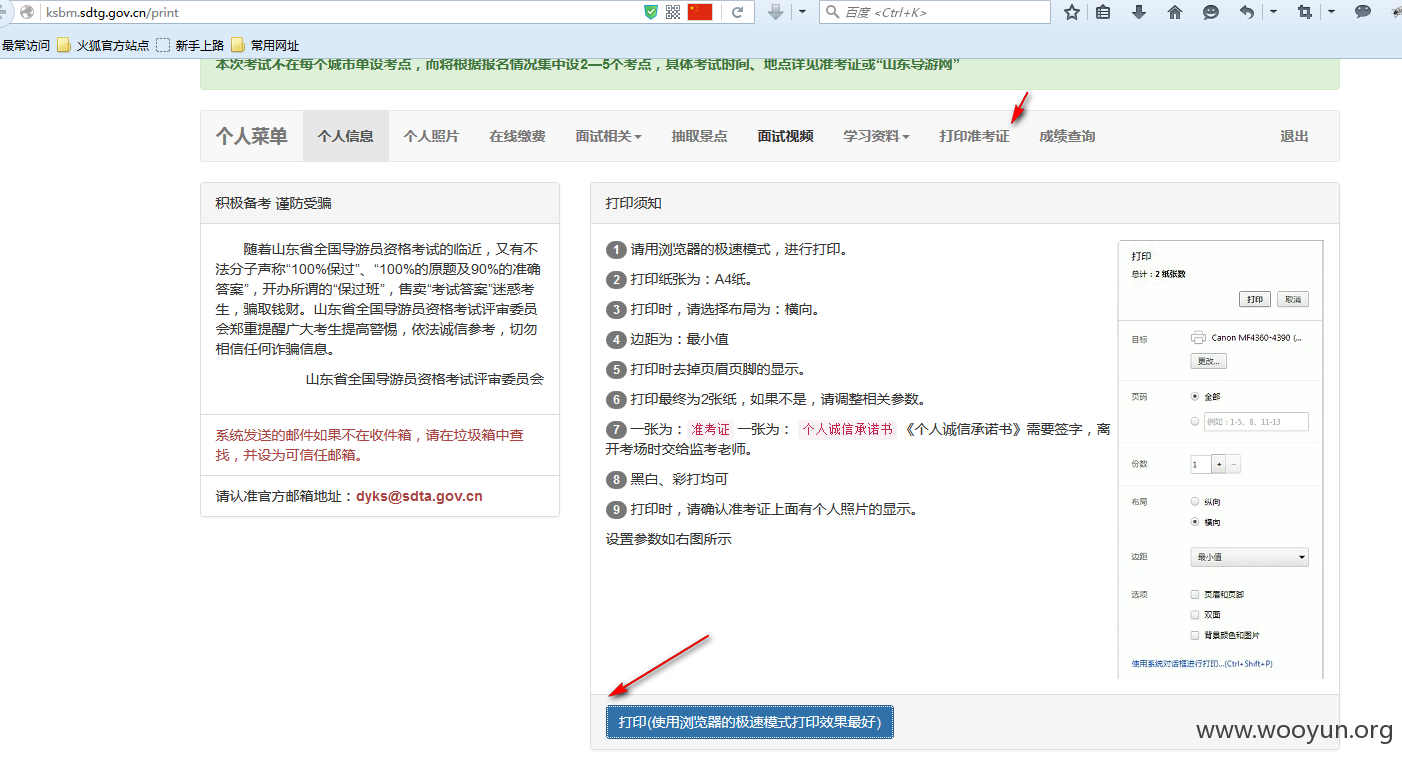 ksbm.sdtg.gov.cn/print
百度 <Ctrl+K>
最常访问 火狐官方站点 新手上路 常用网址
本次考试不在每个城市单设考点，而将根据报名情况集中设2—5个考点，具体考试时间、地点详见准考证或“山东导游网”
个人菜单 个人信息 个人照片 在线缴费 面试相关 抽取景点 面试视频 学习资料 打印准考证 成绩查询 退出
积极备考 谨防受骗
随着山东省全国导游员资格考试的临近，又有不
法分子声称“100%保过”、“100%的原题及90%的准确
答案”，开办所谓的“保过班”，售卖“考试答案”迷惑考
生，骗取钱财。山东省全国导游员资格考试评审委员
会郑重提醒广大考生提高警惕，依法诚信参考，切勿
相信任何诈骗信息。
山东省全国导游员资格考试评审委员会
系统发送的邮件如果不在收件箱，请在垃圾箱中查
找，并设为可信任邮箱。
请认准官方邮箱地址：dyks@sdta.gov.cn
打印须知
1 请用浏览器的极速模式，进行打印。
2 打印纸张为：A4纸。
3 打印时，请选择布局为：横向。
4 边距为：最小值
5 打印时去掉页眉页脚的显示。
6 打印最终为2张纸，如果不是，请调整相关参数。
7 一张为： 准考证 一张为： 个人诚信承诺书 《个人诚信承诺书》需要签字，离
开考场时交给监考老师。
8 黑白、彩打均可
9 打印时，请确认准考证上面有个人照片的显示。
设置参数如右图所示
打印
总计：2 纸张数
打印 取消
目标 Canon MF4360-4390 (...
更改...
页码 全部
例如：1-5、8、11-13
份数 1 + −
布局 纵向
横向
边距 最小值
选项 页眉和页脚
双面
背景颜色和图片
使用系统对话框进行打印...(Ctrl+Shift+P)
打印(使用浏览器的极速模式打印效果最好)
www.wooyun.org